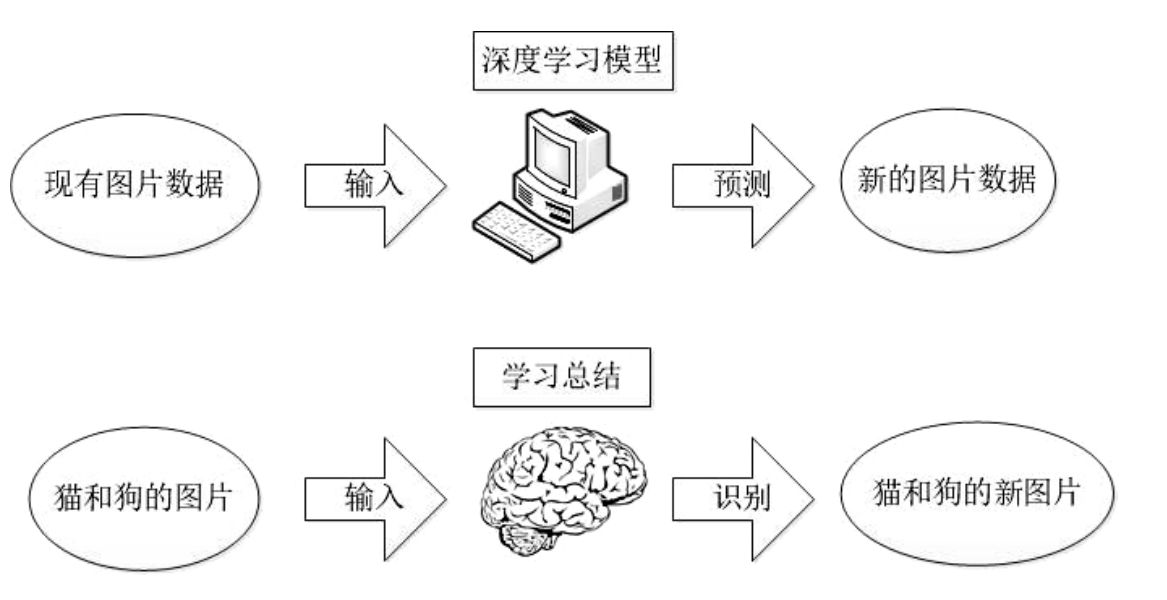 深度学习模型
现有图片数据
输入
预测
新的图片数据
学习总结
猫和狗的图片
输入
识别
猫和狗的新图片